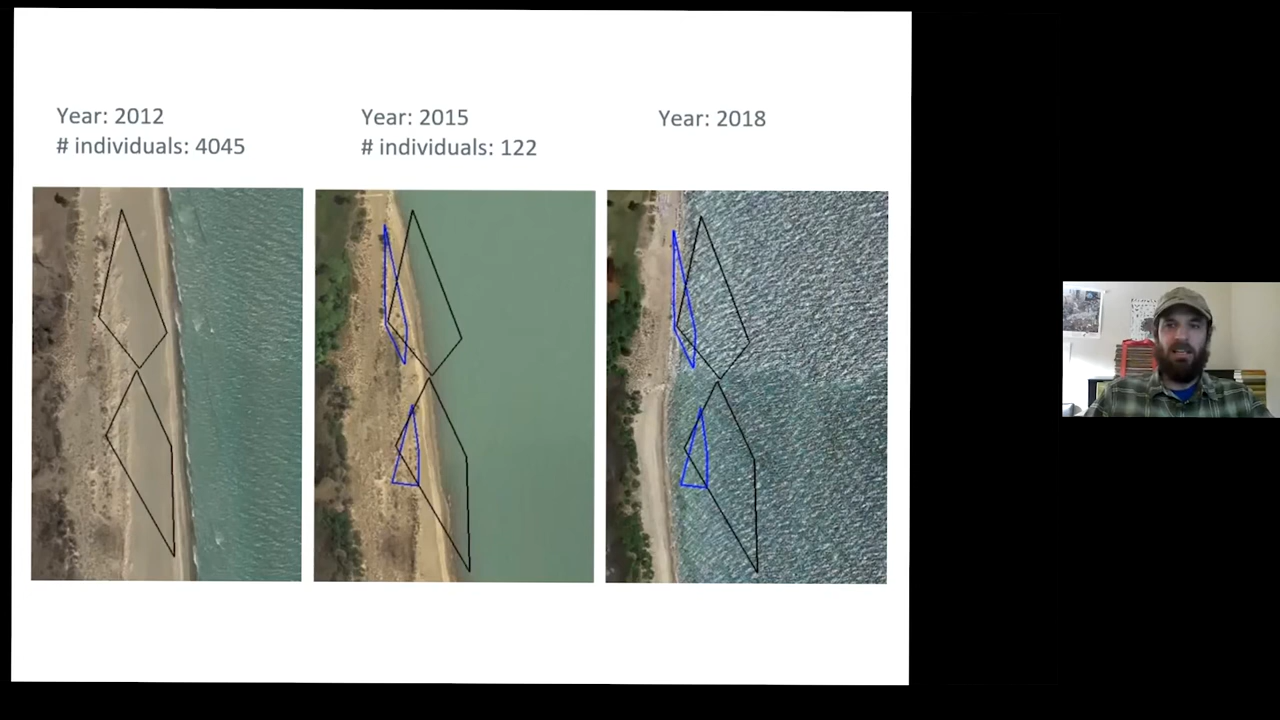 Year: 2012
# individuals: 4045
Year: 2015
# individuals: 122
Year: 2018